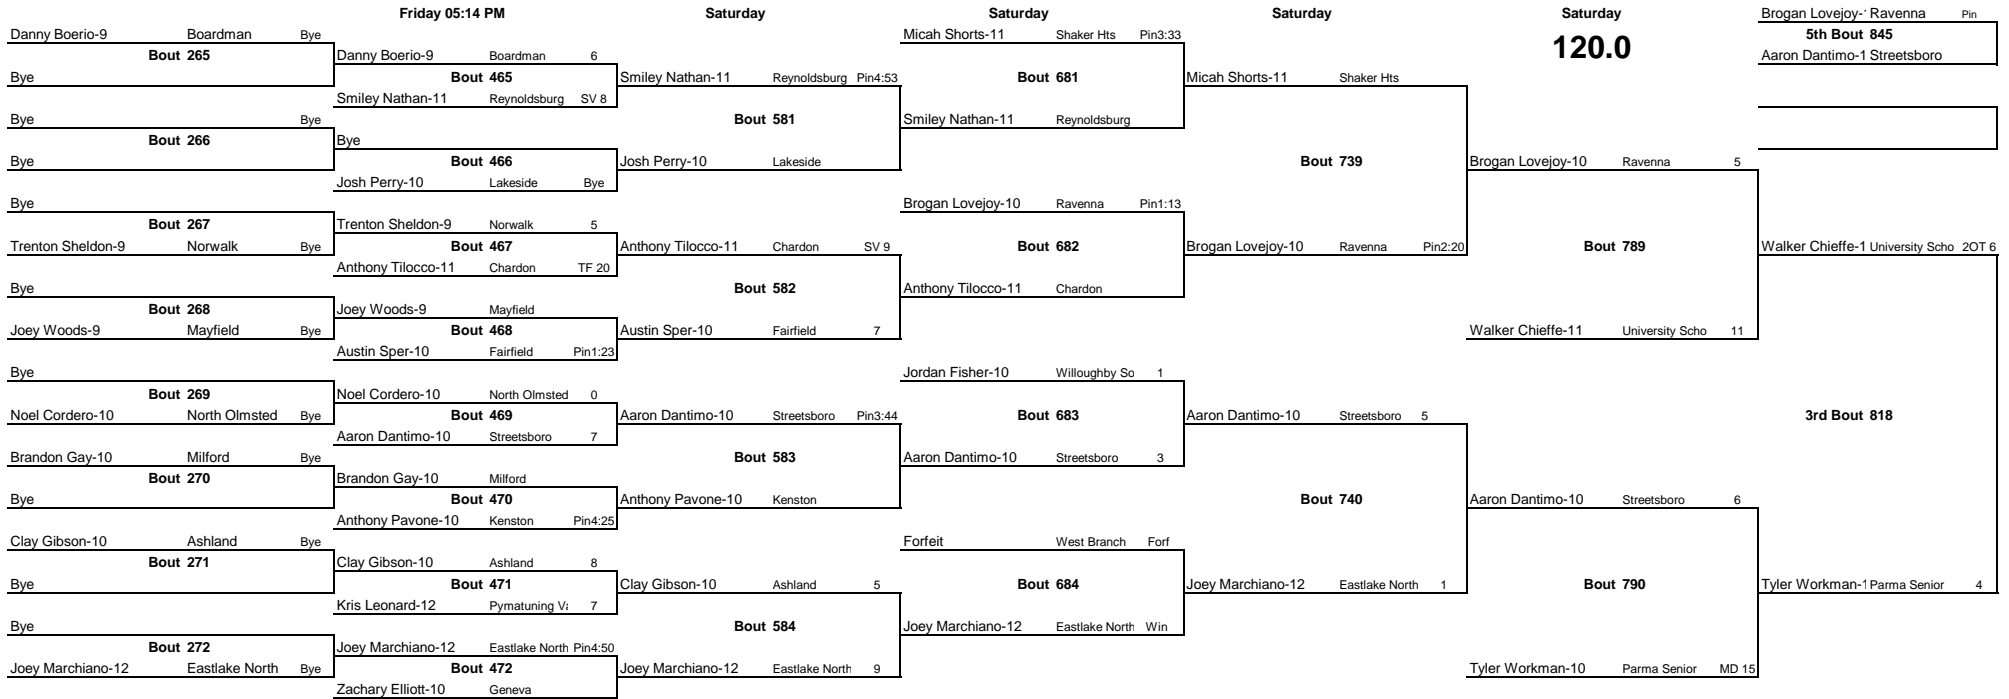 Friday 05:14 PM Saturday Saturday Saturday Saturday Brogan Lovejoy- Ravenna Pin
Danny Boerio-9 Boardman Bye Micah Shorts-11 Shaker Hts Pin3:33 5th Bout 845
Bout 265 Danny Boerio-9 Boardman 6 120.0 Aaron Dantimo-1 Streetsboro
Bye Bout 465 Smiley Nathan-11 Reynoldsburg Pin4:53 Bout 681 Micah Shorts-11 Shaker Hts
Smiley Nathan-11 Reynoldsburg SV 8
Bye Bye Bout 581 Smiley Nathan-11 Reynoldsburg
Bout 266 Bye
Bye Bout 466 Josh Perry-10 Lakeside Bout 739 Brogan Lovejoy-10 Ravenna 5
Josh Perry-10 Lakeside Bye
Bye Brogan Lovejoy-10 Ravenna Pin1:13
Bout 267 Trenton Sheldon-9 Norwalk 5
Trenton Sheldon-9 Norwalk Bye Bout 467 Anthony Tilocco-11 Chardon SV 9 Bout 682 Brogan Lovejoy-10 Ravenna Pin2:20 Bout 789 Walker Chieffe-1 University Scho 2OT 6
Anthony Tilocco-11 Chardon TF 20
Bye Bout 582 Anthony Tilocco-11 Chardon
Bout 268 Joey Woods-9 Mayfield
Joey Woods-9 Mayfield Bye Bout 468 Austin Sper-10 Fairfield 7 Walker Chieffe-11 University Scho 11
Austin Sper-10 Fairfield Pin1:23
Bye Jordan Fisher-10 Willoughby So 1
Bout 269 Noel Cordero-10 North Olmsted 0
Noel Cordero-10 North Olmsted Bye Bout 469 Aaron Dantimo-10 Streetsboro Pin3:44 Bout 683 Aaron Dantimo-10 Streetsboro 5 3rd Bout 818
Aaron Dantimo-10 Streetsboro 7
Brandon Gay-10 Milford Bye Bout 583 Aaron Dantimo-10 Streetsboro 3
Bout 270 Brandon Gay-10 Milford
Bye Bout 470 Anthony Pavone-10 Kenston Bout 740 Aaron Dantimo-10 Streetsboro 6
Anthony Pavone-10 Kenston Pin4:25
Clay Gibson-10 Ashland Bye Forfeit West Branch Forf
Bout 271 Clay Gibson-10 Ashland 8
Bye Bout 471 Clay Gibson-10 Ashland 5 Bout 684 Joey Marchiano-12 Eastlake North 1 Bout 790 Tyler Workman-1 Parma Senior 4
Kris Leonard-12 Pymatuning Va 7
Bye Bout 584 Joey Marchiano-12 Eastlake North Win
Bout 272 Joey Marchiano-12 Eastlake North Pin4:50
Joey Marchiano-12 Eastlake North Bye Bout 472 Joey Marchiano-12 Eastlake North 9 Tyler Workman-10 Parma Senior MD 15
Zachary Elliott-10 Geneva